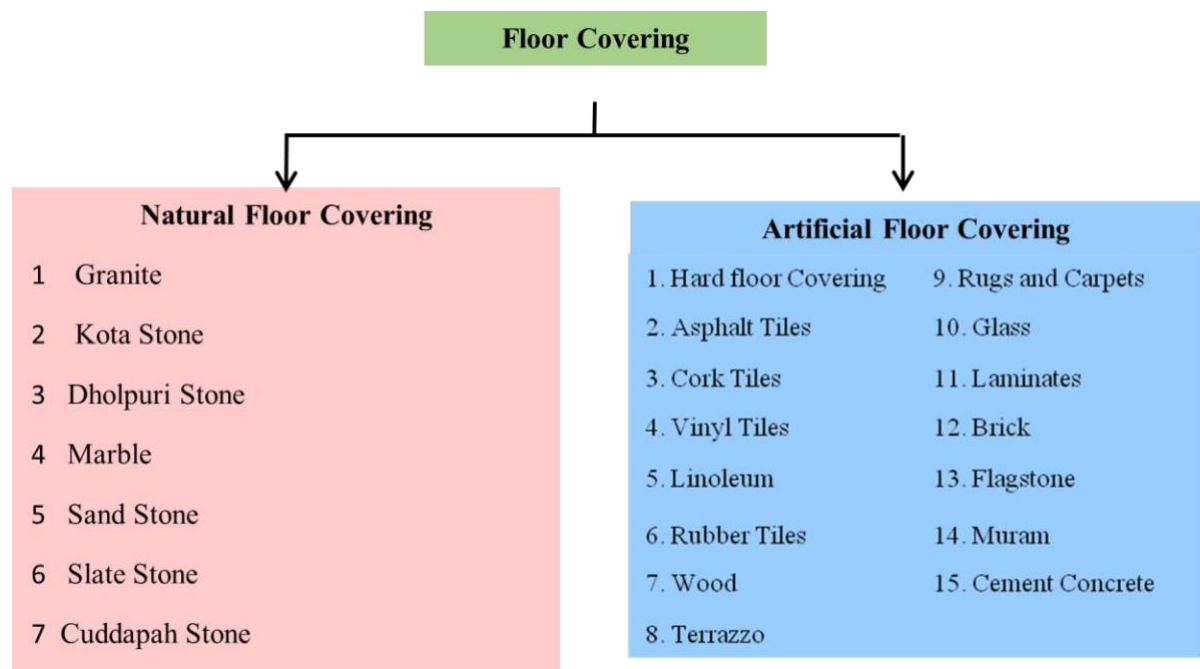 Floor Covering
Natural Floor Covering
1 Granite
2 Kota Stone
3 Dholpuri Stone
4 Marble
5 Sand Stone
6 Slate Stone
7 Cuddapah Stone
Artificial Floor Covering
1. Hard floor Covering
2. Asphalt Tiles
3. Cork Tiles
4. Vinyl Tiles
5. Linoleum
6. Rubber Tiles
7. Wood
8. Terrazzo
9. Rugs and Carpets
10. Glass
11. Laminates
12. Brick
13. Flagstone
14. Muram
15. Cement Concrete